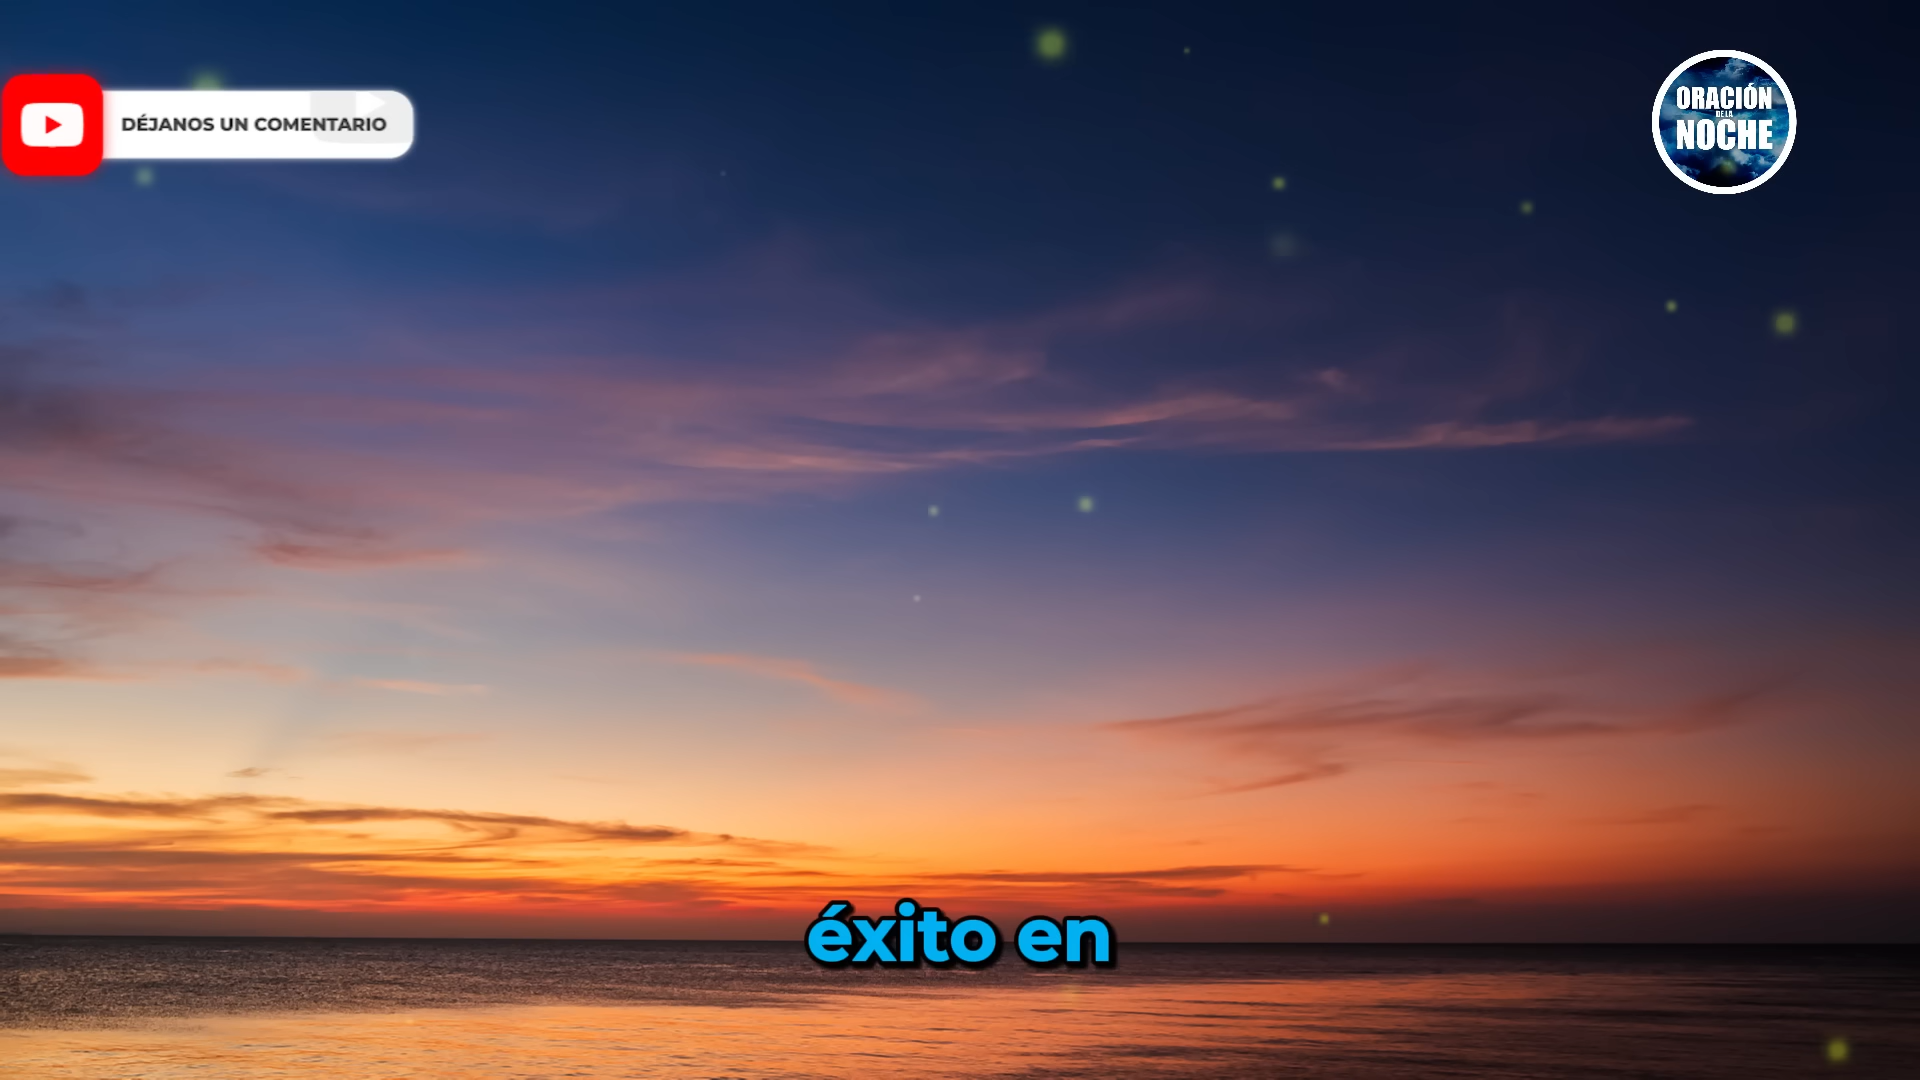 DÉJANOS UN COMENTARIO
ORACIÓN
DE LA
NOCHE
éxito en